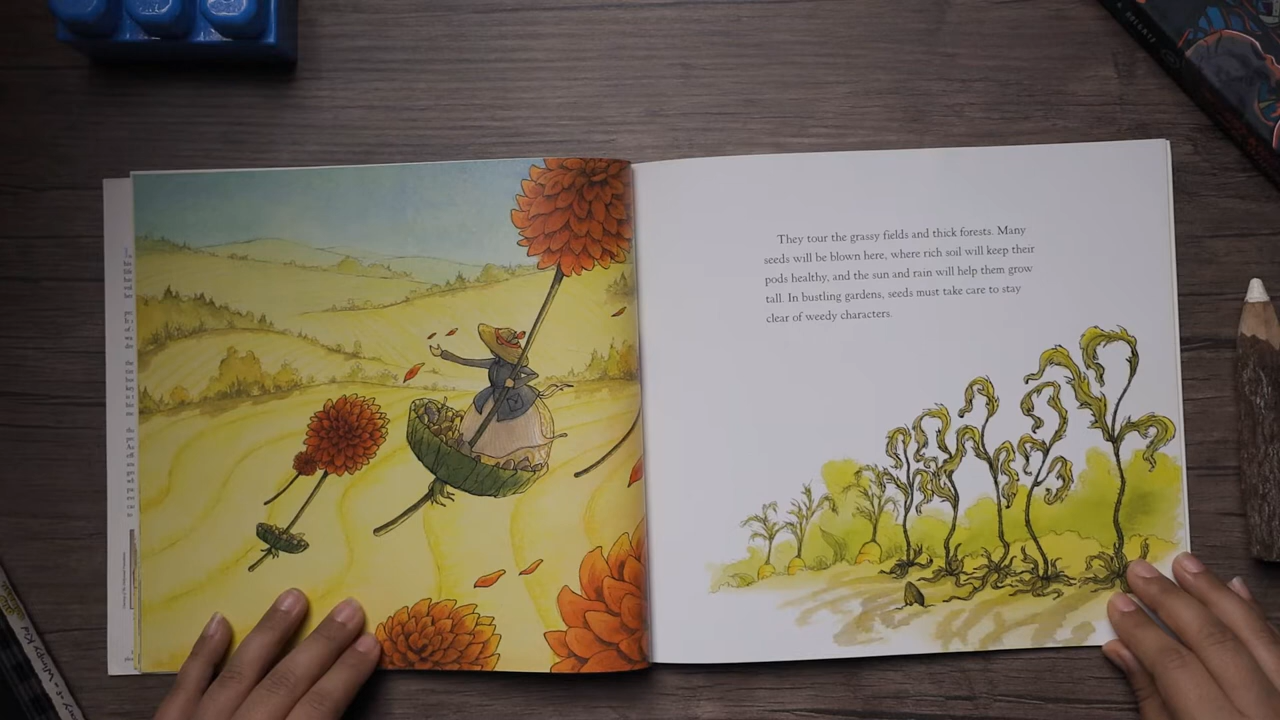 They tour the grassy fields and thick forests. Many
seeds will be blown here, where rich soil will keep their
pods healthy, and the sun and rain will help them grow
tall. In bustling gardens, seeds must take care to stay
clear of weedy characters.
Wimpy Kid